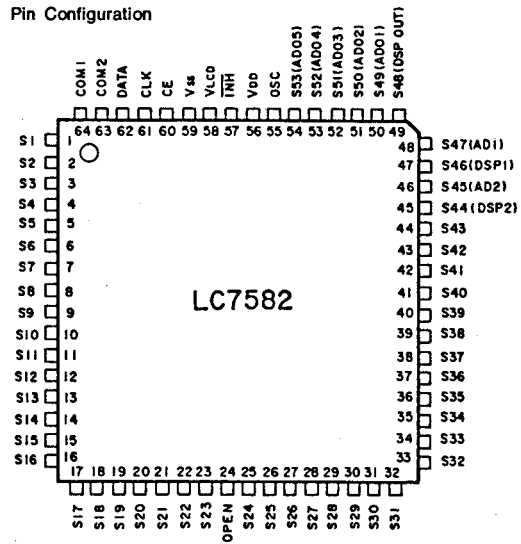 Pin Configuration
COM1 COM2 DATA CLK CE Vss VLCD INH VDD OSC S53(ADO5) S52(ADO4) S51(ADO3) S50(ADO2) S49(ADO1) S48(DSP OUT)
64 63 62 61 60 59 58 57 56 55 54 53 52 51 50 49
S1 1 48 S47(AD1)
S2 2 47 S46(DSP1)
S3 3 46 S45(AD2)
S4 4 45 S44(DSP2)
S5 5 44 S43
S6 6 43 S42
S7 7 42 S41
S8 8 41 S40
LC7582
S9 9 40 S39
S10 10 39 S38
S11 11 38 S37
S12 12 37 S36
S13 13 36 S35
S14 14 35 S34
S15 15 34 S33
S16 16 33 S32
17 18 19 20 21 22 23 24 25 26 27 28 29 30 31 32
S17 S18 S19 S20 S21 S22 S23 OPEN S24 S25 S26 S27 S28 S29 S30 S31